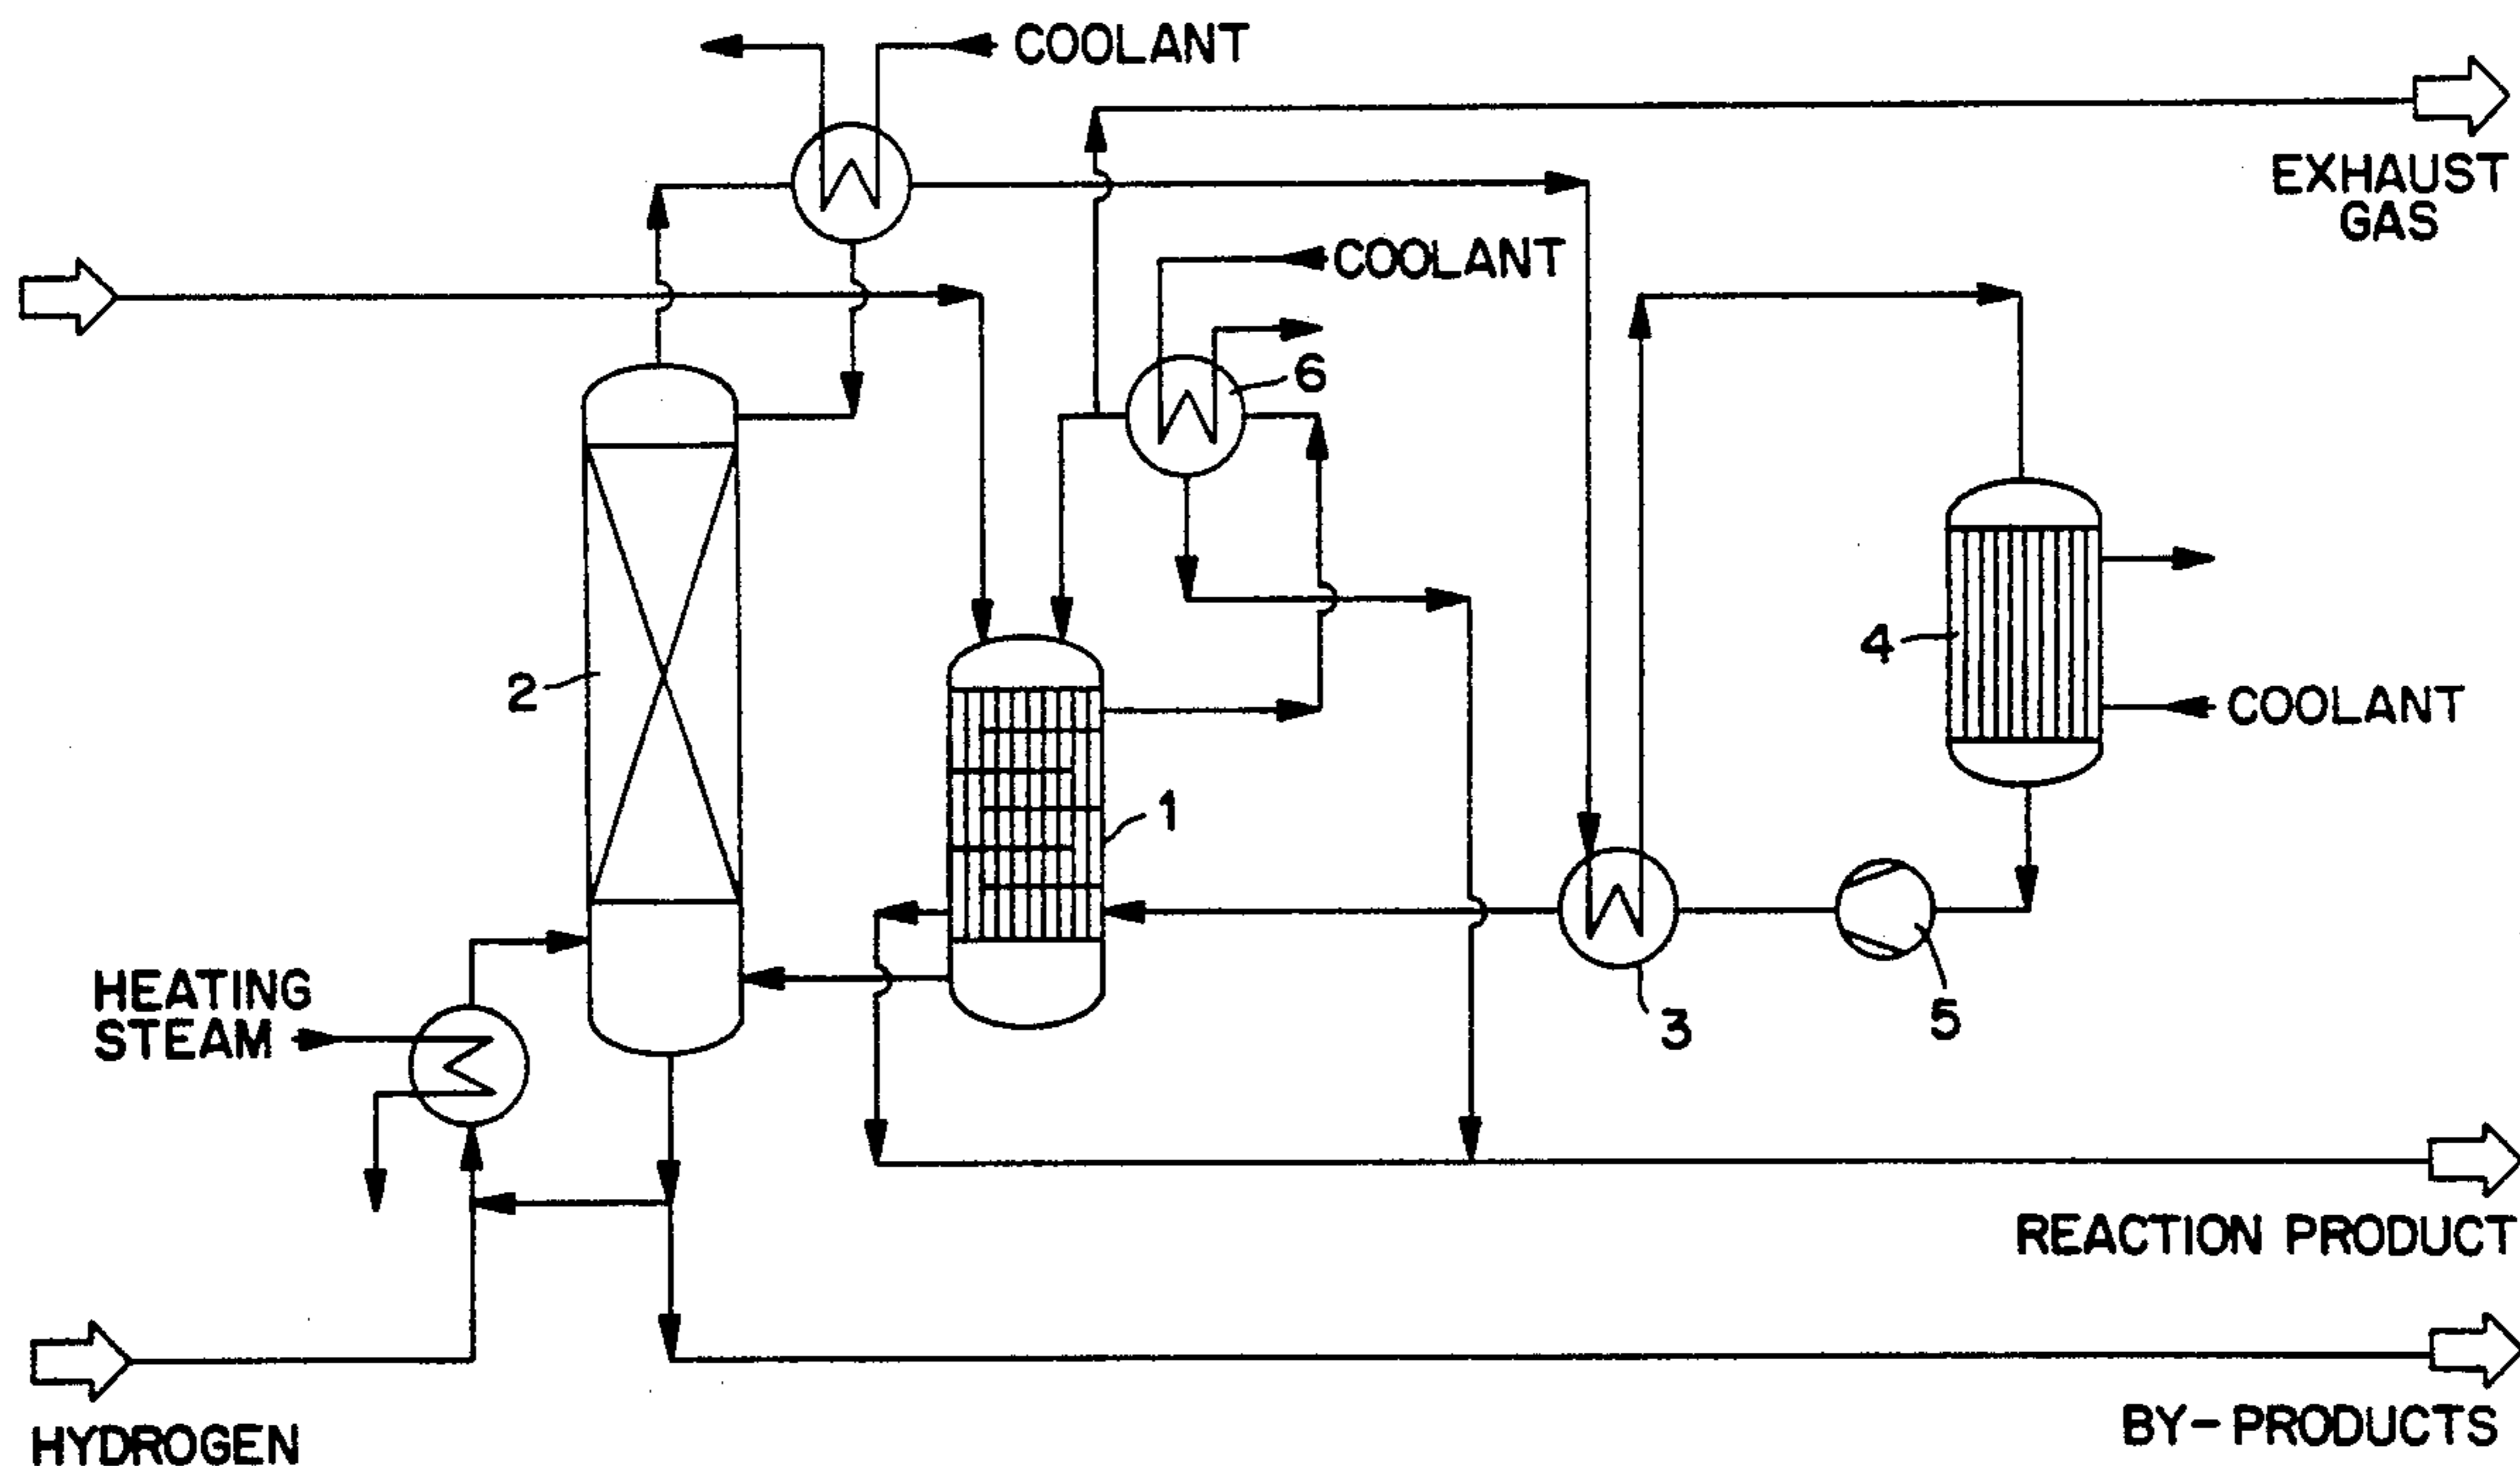 COOLANT
EXHAUST
GAS
COOLANT
6
4
2
COOLANT
1
HEATING
STEAM
3
5
REACTION PRODUCT
BY-PRODUCTS
HYDROGEN